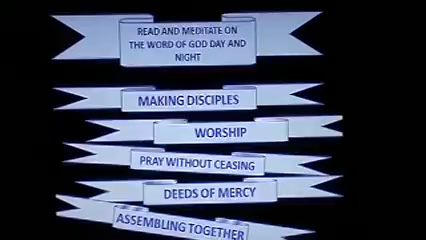 READ AND MEDITATE ON
THE WORD OF GOD DAY AND
NIGHT
MAKING DISCIPLES
WORSHIP
PRAY WITHOUT CEASING
DEEDS OF MERCY
ASSEMBLING TOGETHER